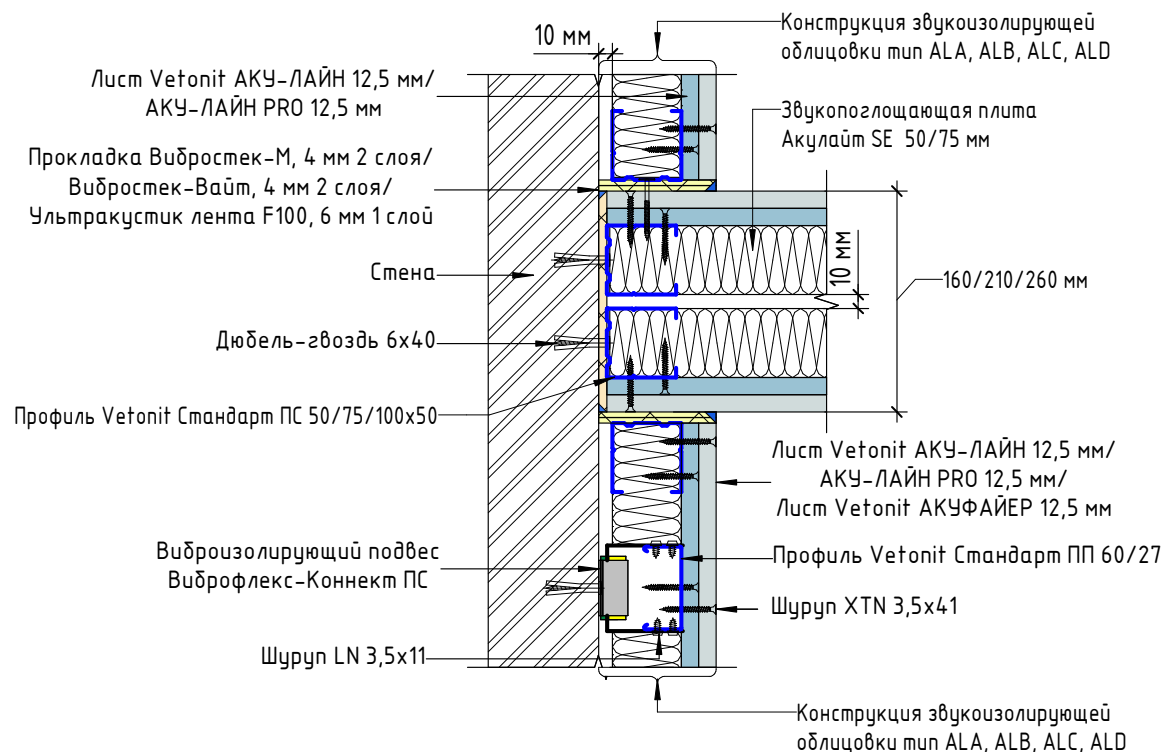 10 мм
Конструкция звукоизолирующей
облицовки тип ALA, ALB, ALC, ALD
Лист Vetonit АКУ-ЛАЙН 12,5 мм/
АКУ-ЛАЙН PRO 12,5 мм
Звукопоглощающая плита
Акулайт SE 50/75 мм
Прокладка Вибростек-М, 4 мм 2 слоя/
Вибростек-Вайт, 4 мм 2 слоя/
Ультракустик лента F100, 6 мм 1 слой
Стена
10 мм
160/210/260 мм
Дюбель-гвоздь 6х40
Профиль Vetonit Стандарт ПС 50/75/100х50
Лист Vetonit АКУ-ЛАЙН 12,5 мм/
АКУ-ЛАЙН PRO 12,5 мм/
Лист Vetonit АКУФАЙЕР 12,5 мм
Виброизолирующий подвес
Виброфлекс-Коннект ПС
Профиль Vetonit Стандарт ПП 60/27
Шуруп XTN 3,5х41
Шуруп LN 3,5х11
Конструкция звукоизолирующей
облицовки тип ALA, ALB, ALC, ALD